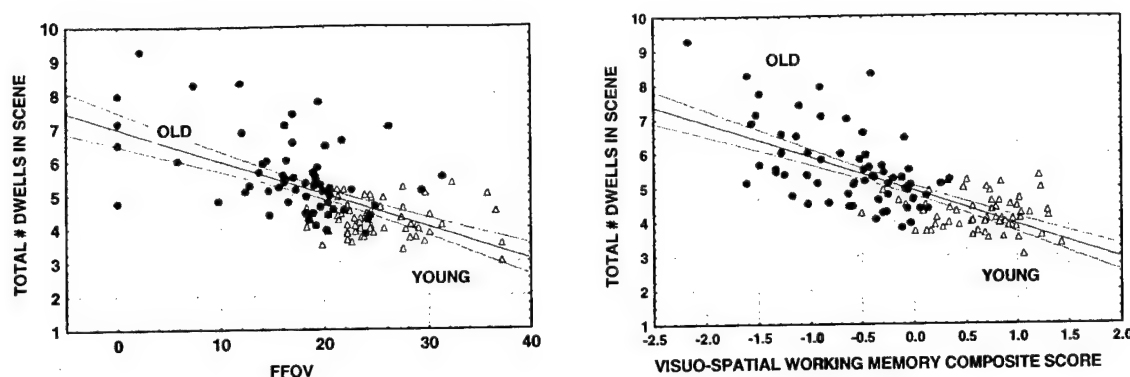 TOTAL # DWELLS IN SCENE
10
9
8
7
6
5
4
3
2
1
OLD
YOUNG
0 10 20 30 40
FFOV
TOTAL # DWELLS IN SCENE
10
9
8
7
6
5
4
3
2
1
OLD
YOUNG
-2.5 -2.0 -1.5 -1.0 -0.5 0.0 0.5 1.0 1.5 2.0
VISUO-SPATIAL WORKING MEMORY COMPOSITE SCORE